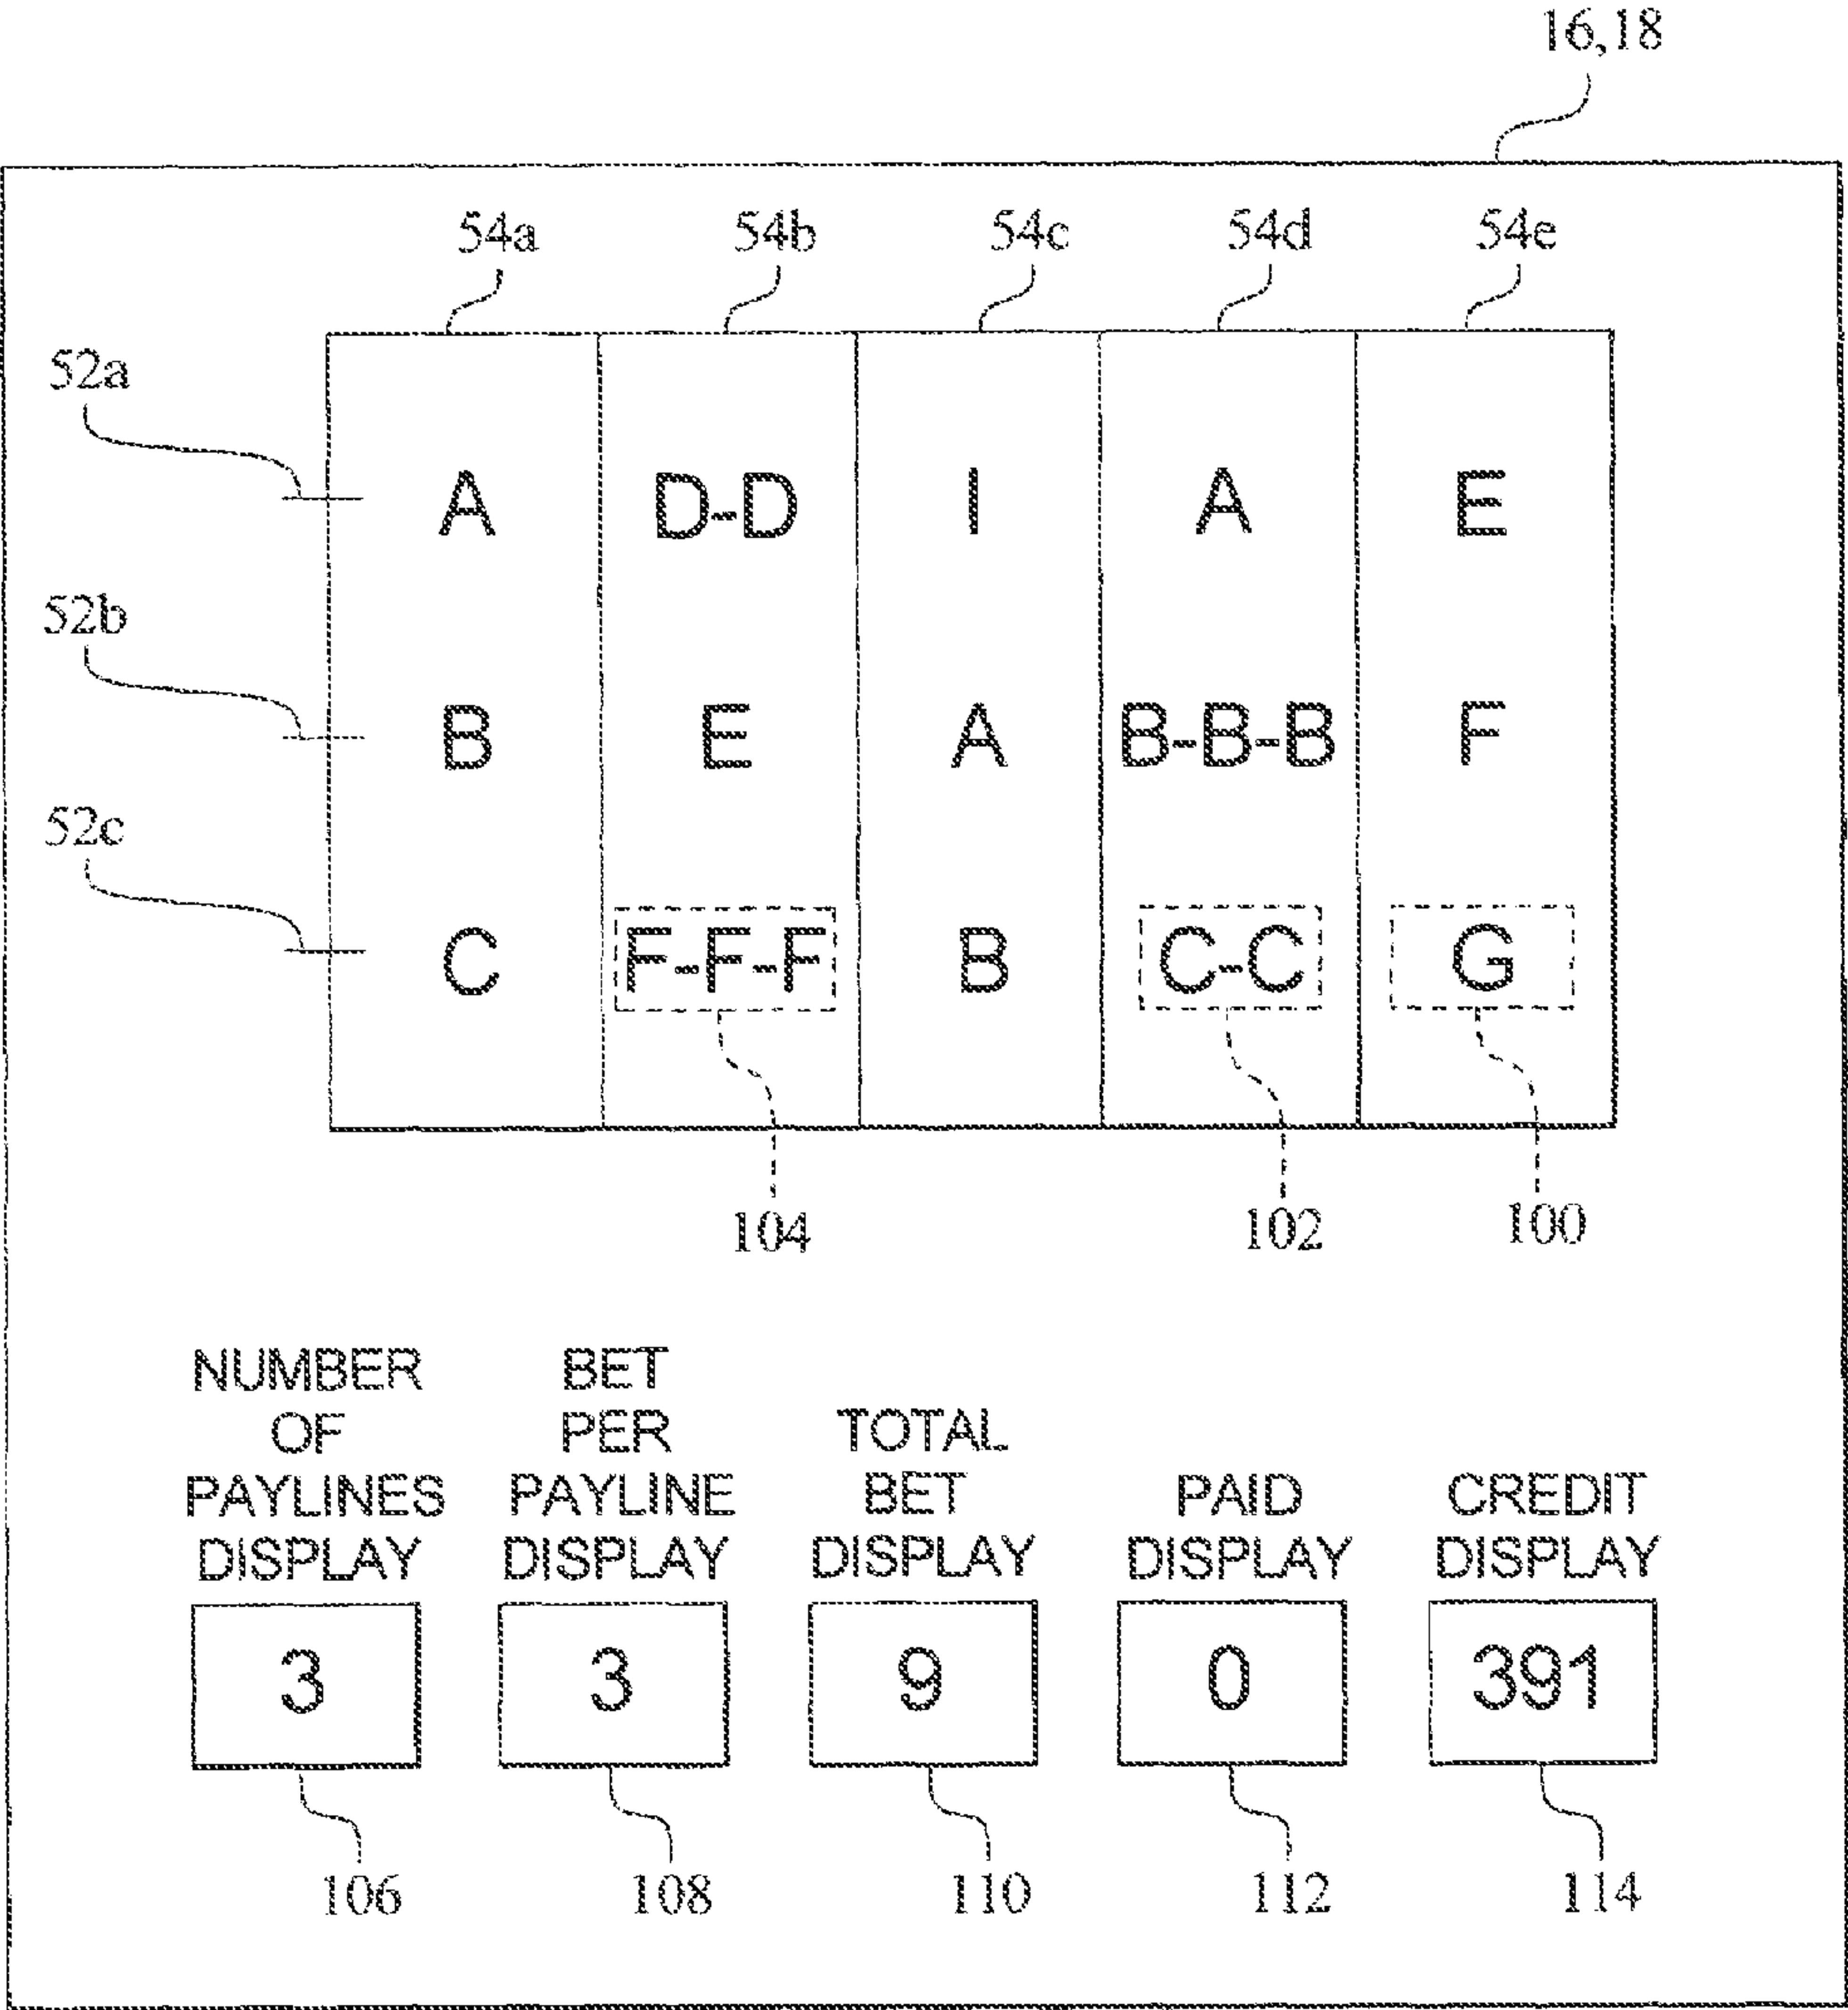 16,18
54a 54b 54c 54d 54e
52a
A D-D I A E
52b
B E A B-B-B F
52c
C F-F-F B C-C G
104 102 100
NUMBER BET
OF PER TOTAL
PAYLINES PAYLINE BET PAID CREDIT
DISPLAY DISPLAY DISPLAY DISPLAY DISPLAY
3 3 9 0 391
106 108 110 112 114